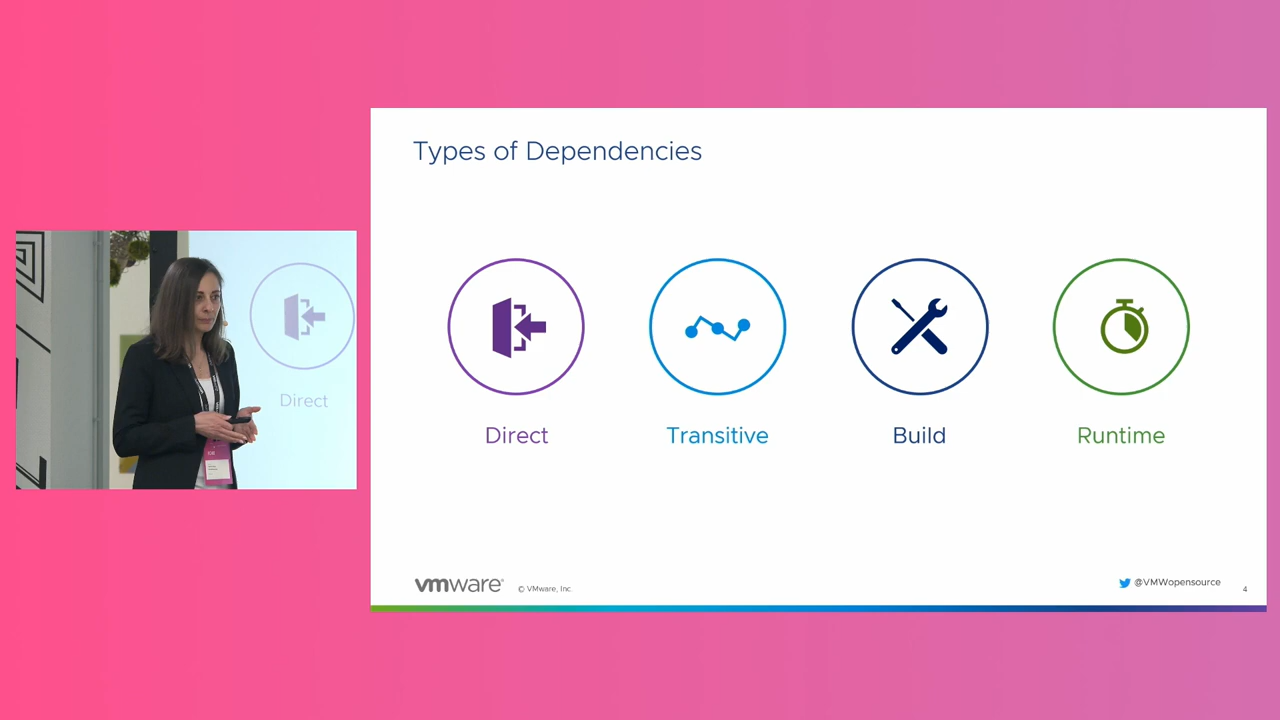 Types of Dependencies
Direct
Direct
Transitive
Build
Runtime
vmware®
© VMware, Inc.
@VMWopensource
4